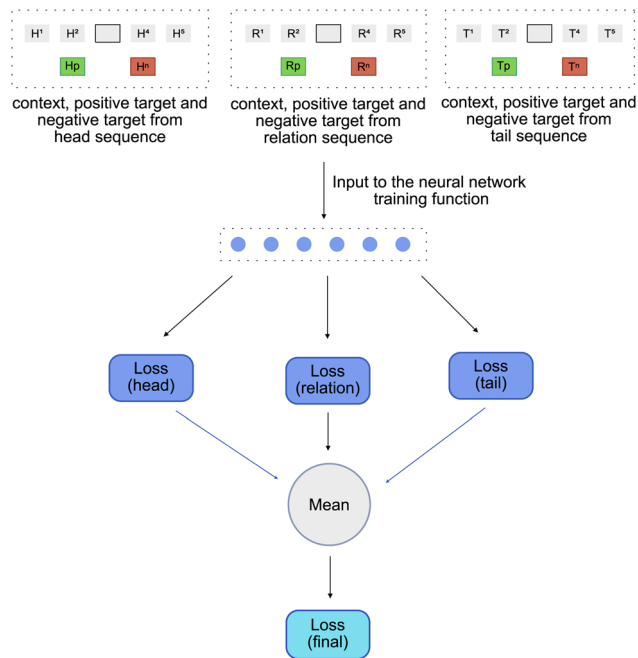 H¹ H² H⁴ H⁵
Hp Hⁿ
context, positive target and
negative target from
head sequence
R¹ R² R⁴ R⁵
Rp Rⁿ
context, positive target and
negative target from
relation sequence
T¹ T² T⁴ T⁵
Tp Tⁿ
context, positive target and
negative target from
tail sequence
Input to the neural network
training function
Loss
(head)
Loss
(relation)
Loss
(tail)
Mean
Loss
(final)